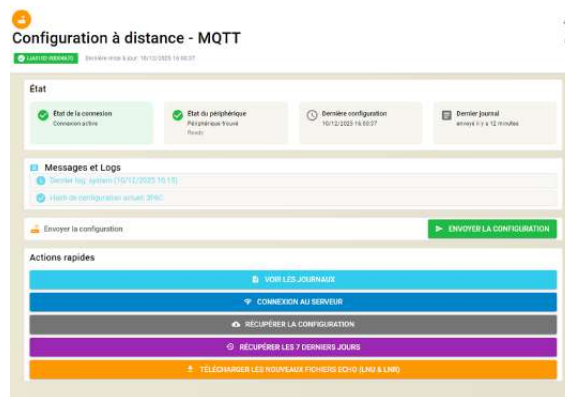 Configuration à distance - MQTT
Dernière mise à jour: 10/12/2025 16:00:37
État
État de la connexion
Connexion active
État du périphérique
Périphérique trouvé
Ready
Dernière configuration
10/12/2025 16:00:37
Dernier journal
envoyé il y a 12 minutes
Messages et Logs
Dernier log: system (10/12/2025 16:15)
Hash de configuration actuel:
Envoyer la configuration
ENVOYER LA CONFIGURATION
Actions rapides
VOIR LES JOURNAUX
CONNEXION AU SERVEUR
RÉCUPÉRER LA CONFIGURATION
RÉCUPÉRER LES 7 DERNIERS JOURS
TÉLÉCHARGER LES NOUVEAUX FICHIERS ECHO (LNU & LNR)